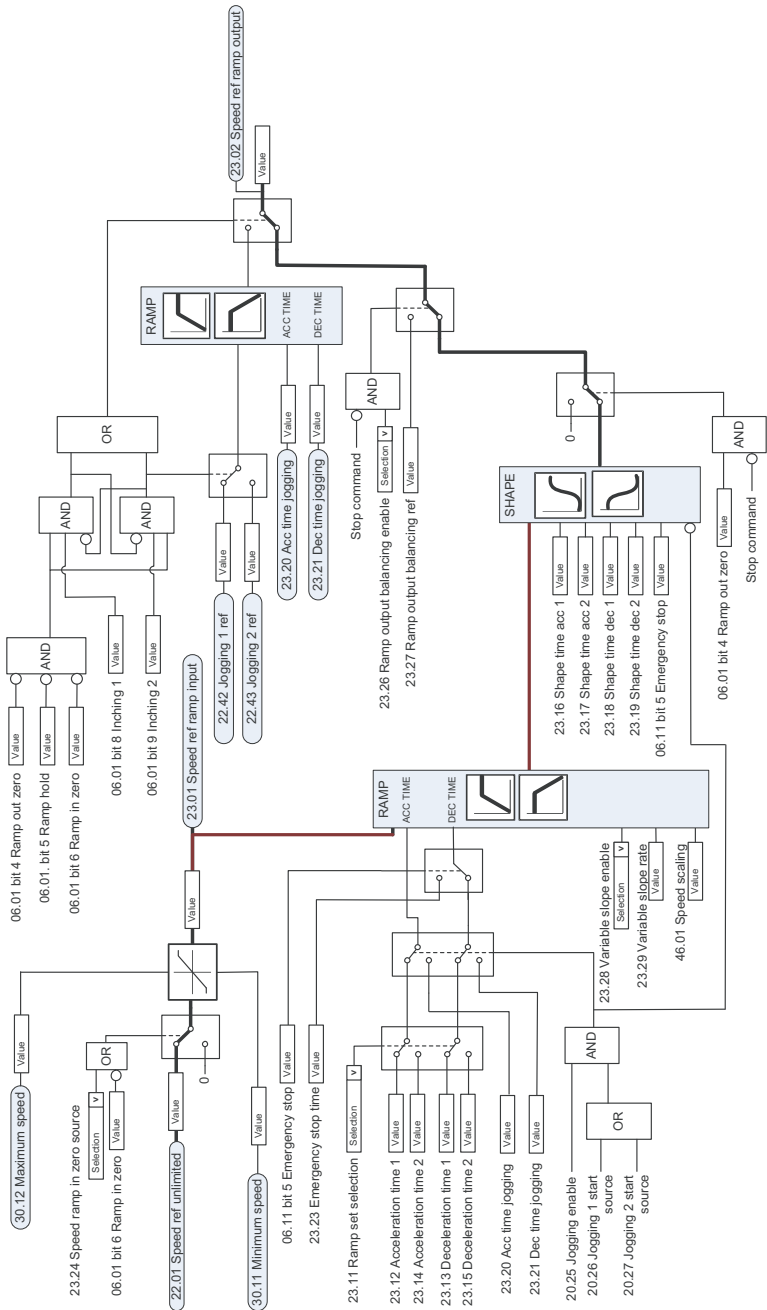 30.12 Maximum speed
Value
23.24 Speed ramp in zero source
Selection v
06.01 bit 6 Ramp in zero
Value
OR
22.01 Speed ref unlimited
Value
0
30.11 Minimum speed
Value
Value
23.01 Speed ref ramp input
06.01 bit 4 Ramp out zero
Value
06.01. bit 5 Ramp hold
Value
06.01 bit 6 Ramp in zero
Value
AND
06.01 bit 8 Inching 1
Value
06.01 bit 9 Inching 2
Value
AND
AND
OR
22.42 Jogging 1 ref
Value
22.43 Jogging 2 ref
Value
23.20 Acc time jogging
Value
23.21 Dec time jogging
Value
RAMP
ACC TIME
DEC TIME
23.02 Speed ref ramp output
Value
Stop command
23.26 Ramp output balancing enable
Selection v
AND
23.27 Ramp output balancing ref
Value
06.11 bit 5 Emergency stop
Value
23.23 Emergency stop time
Value
23.11 Ramp set selection
Selection v
23.12 Acceleration time 1
Value
23.14 Acceleration time 2
Value
23.13 Deceleration time 1
Value
23.15 Deceleration time 2
Value
23.20 Acc time jogging
Value
23.21 Dec time jogging
Value
20.25 Jogging enable
20.26 Jogging 1 start
source
20.27 Jogging 2 start
source
OR
AND
RAMP
ACC TIME
DEC TIME
23.28 Variable slope enable
Selection v
23.29 Variable slope rate
Value
46.01 Speed scaling
Value
SHAPE
23.16 Shape time acc 1
Value
23.17 Shape time acc 2
Value
23.18 Shape time dec 1
Value
23.19 Shape time dec 2
Value
06.11 bit 5 Emergency stop
Value
0
06.01 bit 4 Ramp out zero
Value
Stop command
AND